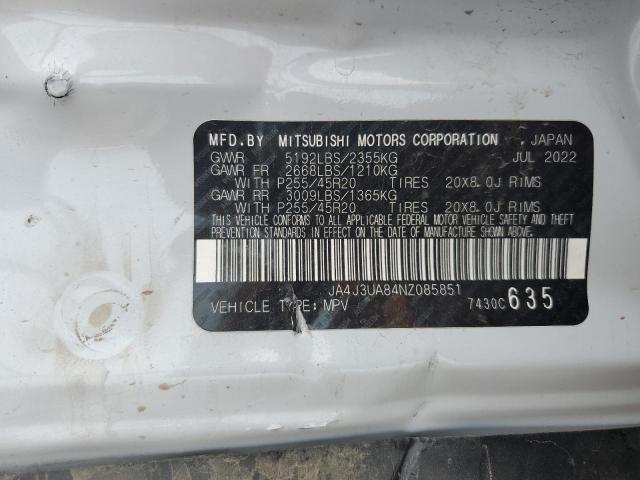 MFD.BY MITSUBISHI MOTORS CORPORATION JAPAN
GVWR 5192LBS/2355KG JUL 2022
GAWR FR 2668LBS/1210KG
WITH P255/45R20 TIRES 20X8.0J RIMS
GAWR RR 3009LBS/1365KG
WITH P255/45R20 TIRES 20X8.0J RIMS
THIS VEHICLE CONFORMS TO ALL APPLICABLE FEDERAL MOTOR VEHICLE SAFETY AND THEFT
PREVENTION STANDARDS IN EFFECT ON THE DATE OF MANUFACTURE SHOWN ABOVE.
JA4J3UA84NZ085851
VEHICLE TYPE: MPV 7430C 635